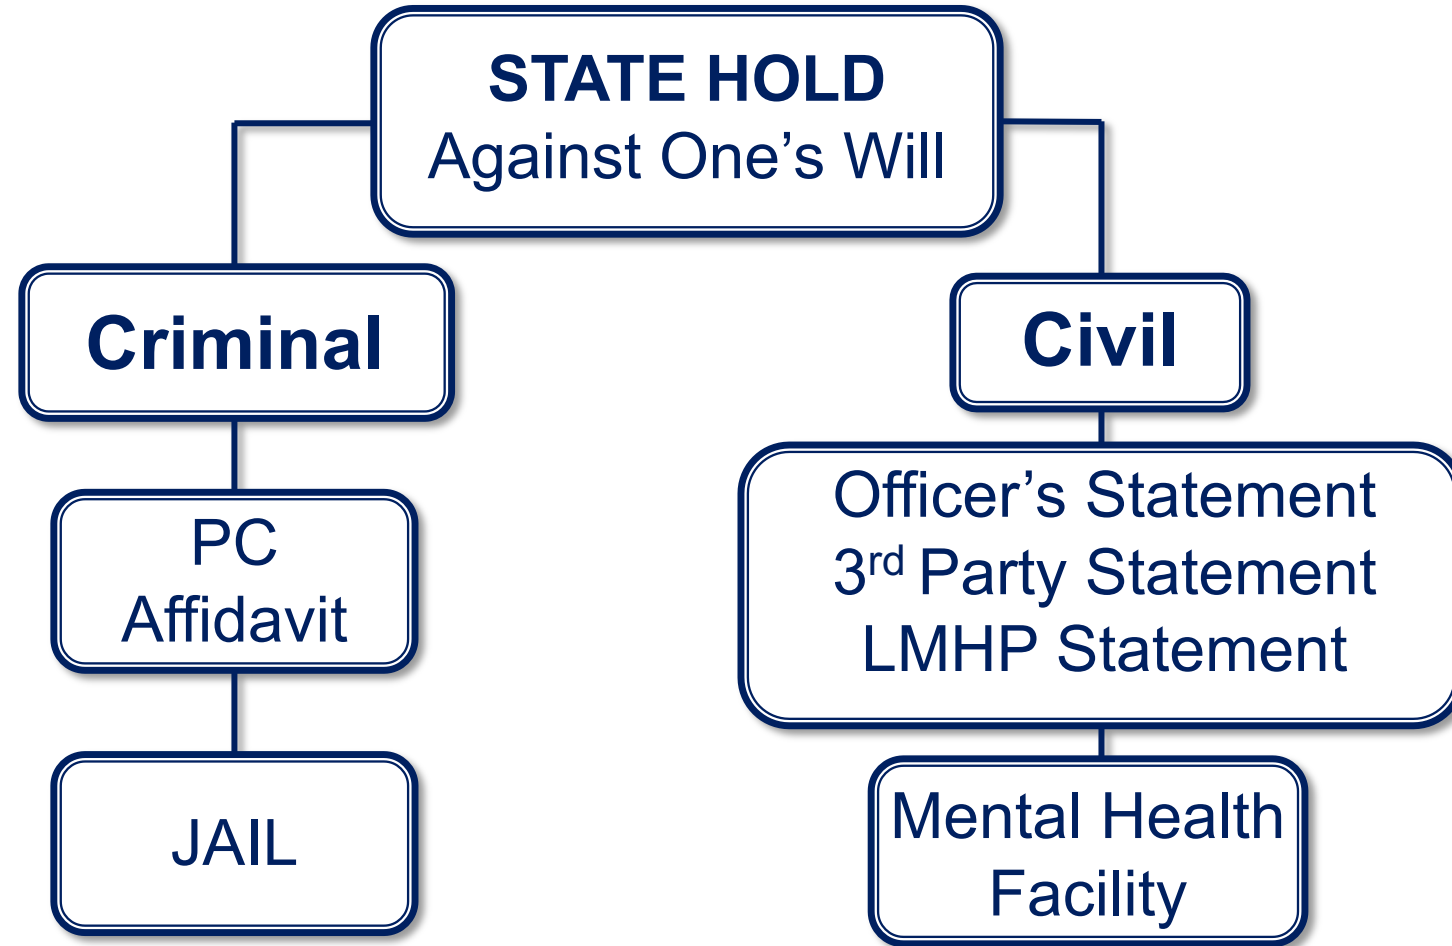 STATE HOLD
Against One’s Will
Criminal
Civil
PC
Affidavit
Officer’s Statement
3rd Party Statement
LMHP Statement
JAIL
Mental Health
Facility